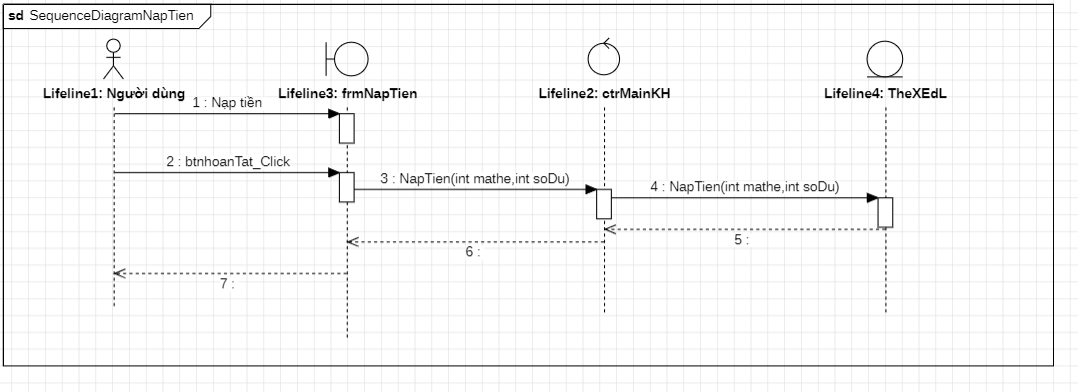 sd SequenceDiagramNapTien
Lifeline1: Người dùng
Lifeline3: frmNapTien
Lifeline2: ctrMainKH
Lifeline4: TheXEdL
1 : Nạp tiền
2 : btnhoanTat_Click
3 : NapTien(int mathe,int soDu)
4 : NapTien(int mathe,int soDu)
5 :
6 :
7 :